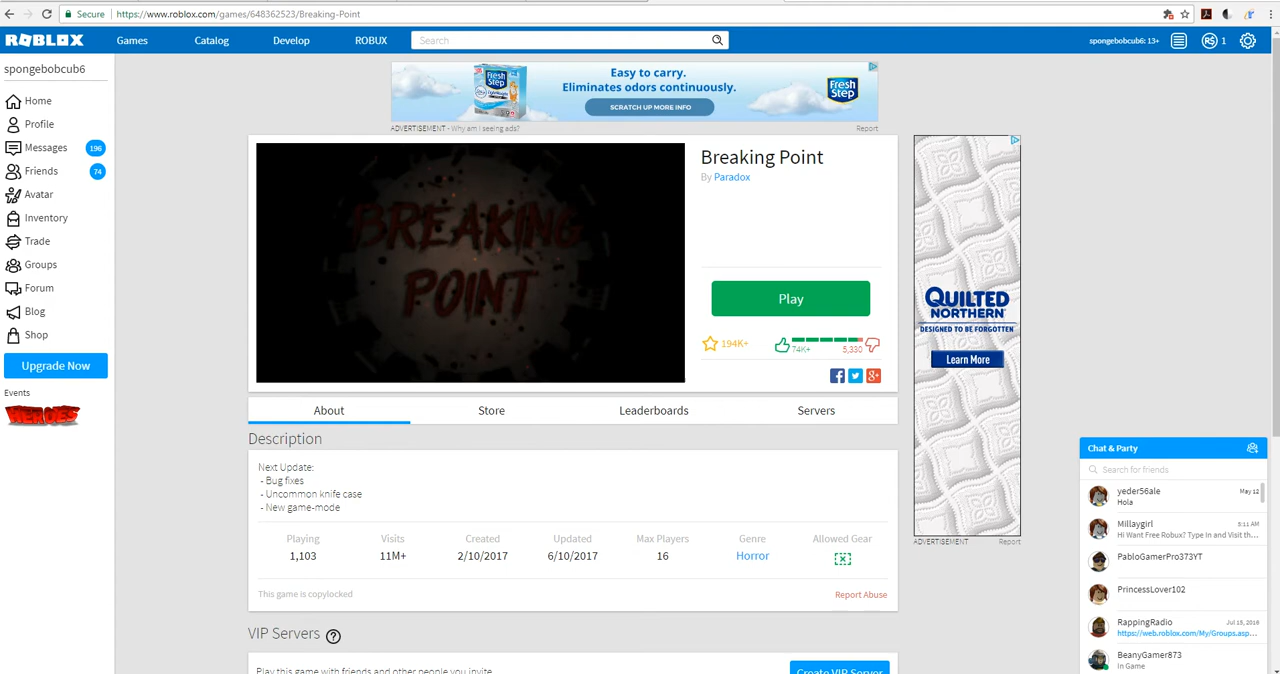 Secure https://www.roblox.com/games/648362523/Breaking-Point
ROBLOX Games Catalog Develop ROBUX Search spongebobcub6: 13+ R$ 1
spongebobcub6
Home
Profile
Messages 196
Friends 74
Avatar
Inventory
Trade
Groups
Forum
Blog
Shop
Upgrade Now
Events
HEROES
Fresh Step
Easy to carry.
Eliminates odors continuously.
SCRATCH UP MORE INFO
Fresh Step
ADVERTISEMENT - Why am I seeing ads? Report
BREAKING
POINT
Breaking Point
By Paradox
Play
194K+ 74K+ 5,330
About Store Leaderboards Servers
Description
Next Update:
- Bug fixes
- Uncommon knife case
- New game-mode
Playing Visits Created Updated Max Players Genre Allowed Gear
1,103 11M+ 2/10/2017 6/10/2017 16 Horror
This game is copylocked Report Abuse
VIP Servers ?
Play this game with friends and other people you invite.
Create VIP Server
QUILTED
NORTHERN
DESIGNED TO BE FORGOTTEN
Learn More
ADVERTISEMENT Report
Chat & Party
Search for friends
yeder56ale May 12
Hola
Millaygirl 5:11 AM
Hi Want Free Robux? Type In and Visit th...
PabloGamerPro373YT
PrincessLover102
RappingRadio Jul 15, 2016
https://web.roblox.com/My/Groups.asp...
BeanyGamer873
In Game